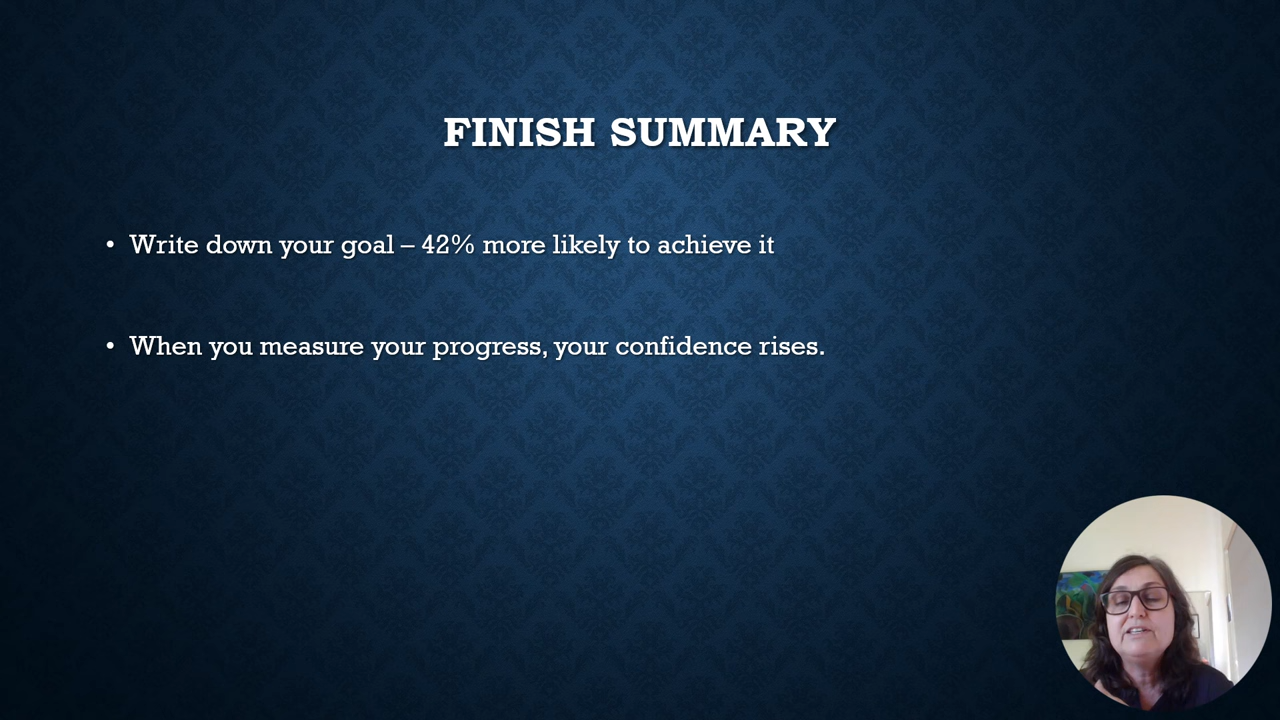 FINISH SUMMARY
• Write down your goal – 42% more likely to achieve it
• When you measure your progress, your confidence rises.